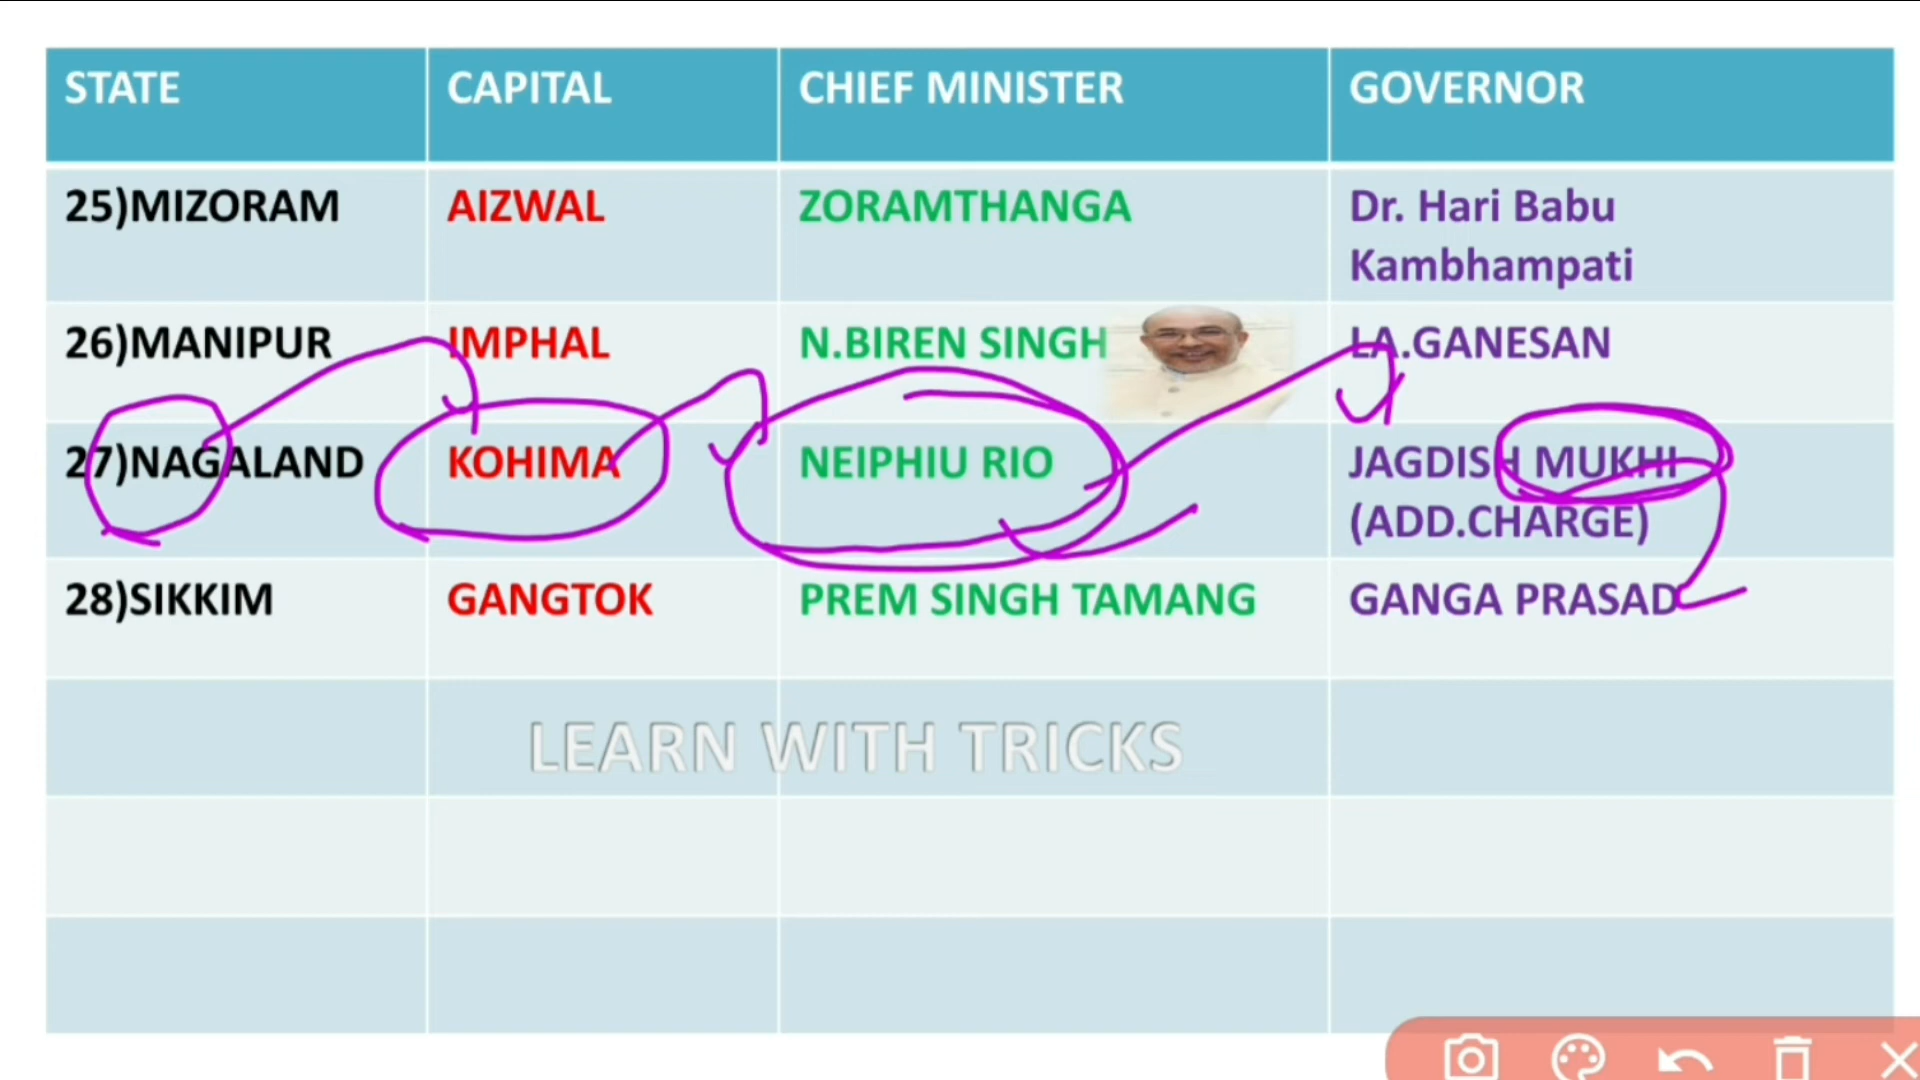 STATE CAPITAL CHIEF MINISTER GOVERNOR
25)MIZORAM AIZWAL ZORAMTHANGA Dr. Hari Babu
Kambhampati
26)MANIPUR IMPHAL N.BIREN SINGH LA.GANESAN
27)NAGALAND KOHIMA NEIPHIU RIO JAGDISH MUKHI
(ADD.CHARGE)
28)SIKKIM GANGTOK PREM SINGH TAMANG GANGA PRASAD
LEARN WITH TRICKS